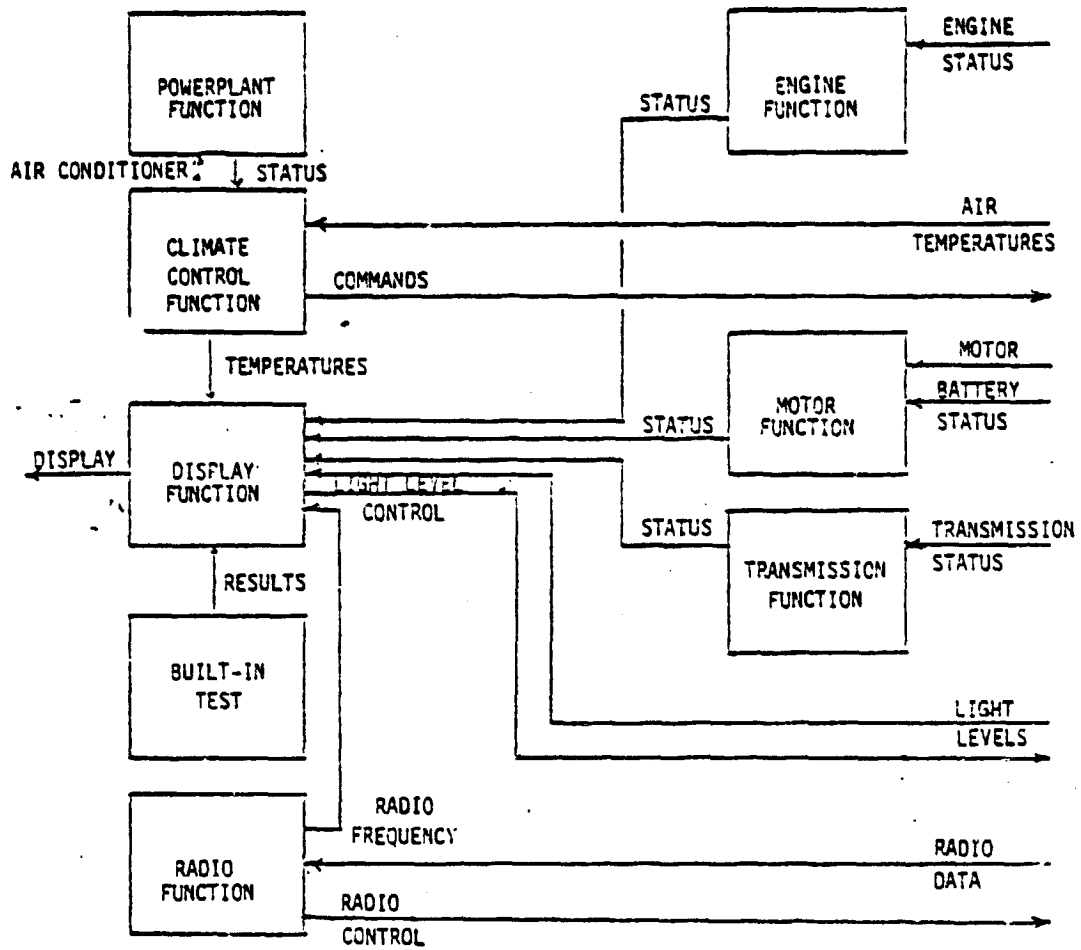 POWERPLANT
FUNCTION
ENGINE
STATUS
ENGINE
FUNCTION
STATUS
AIR CONDITIONER
STATUS
CLIMATE
CONTROL
FUNCTION
AIR
TEMPERATURES
COMMANDS
TEMPERATURES
MOTOR
BATTERY
STATUS
MOTOR
FUNCTION
STATUS
DISPLAY
DISPLAY
FUNCTION
LIGHT LEVEL
CONTROL
STATUS
TRANSMISSION
STATUS
TRANSMISSION
FUNCTION
RESULTS
BUILT-IN
TEST
LIGHT
LEVELS
RADIO
FREQUENCY
RADIO
FUNCTION
RADIO
DATA
RADIO
CONTROL